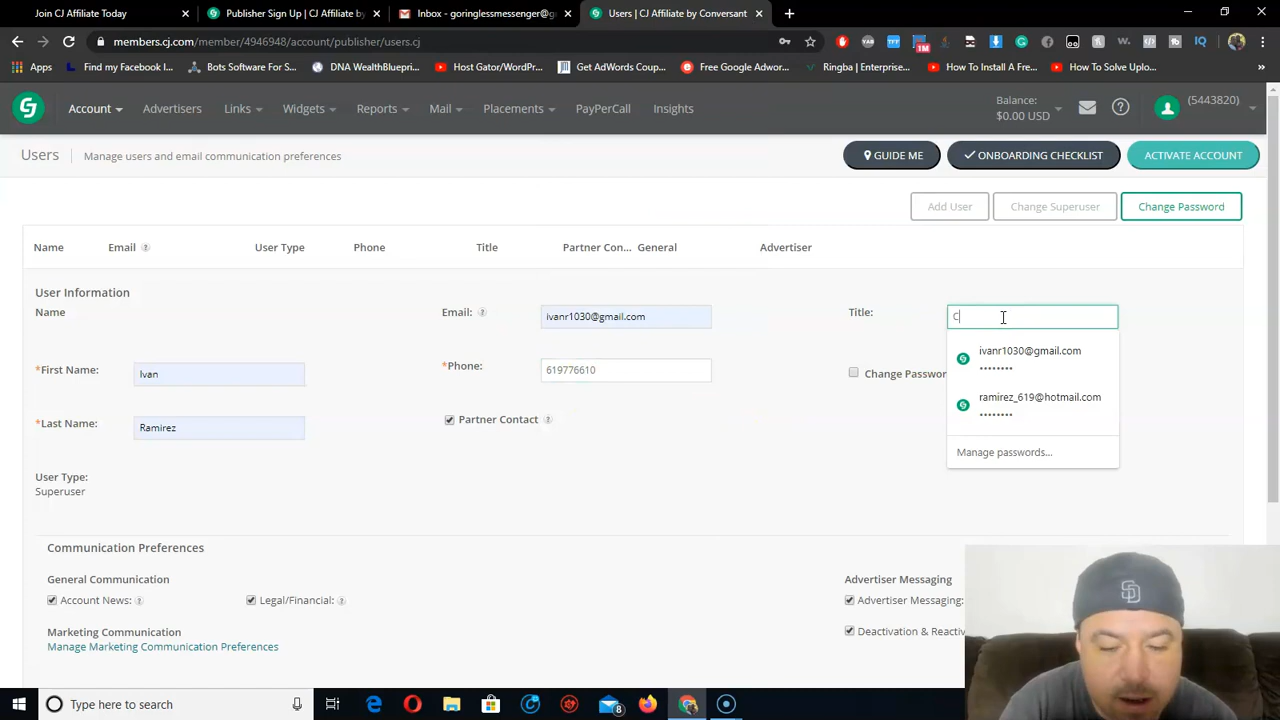 Join CJ Affiliate Today
Publisher Sign Up | CJ Affiliate by
Inbox - goringlessmessenger@g
Users | CJ Affiliate by Conversant
members.cj.com/member/4946948/account/publisher/users.cj
YAB
TFF
1M
W.
IQ
Apps
Find my Facebook I...
Bots Software For S...
DNA WealthBlueprin...
Host Gator/WordPr...
Get AdWords Coup...
Free Google Adwor...
Ringba | Enterprise...
How To Install A Fre...
How To Solve Uplo...
Account
Advertisers
Links
Widgets
Reports
Mail
Placements
PayPerCall
Insights
Balance:
$0.00 USD
(5443820)
Users
Manage users and email communication preferences
GUIDE ME
ONBOARDING CHECKLIST
ACTIVATE ACCOUNT
Add User
Change Superuser
Change Password
Name
Email
User Type
Phone
Title
Partner Con...
General
Advertiser
User Information
Name
Email:
ivanr1030@gmail.com
Title:
C
*First Name:
Ivan
*Phone:
619776610
Change Passwor
ivanr1030@gmail.com
••••••••
ramirez_619@hotmail.com
••••••••
Manage passwords...
*Last Name:
Ramirez
Partner Contact
User Type:
Superuser
Communication Preferences
General Communication
Account News:
Legal/Financial:
Marketing Communication
Manage Marketing Communication Preferences
Advertiser Messaging
Advertiser Messaging:
Deactivation & Reactiv
Type here to search
8
SD